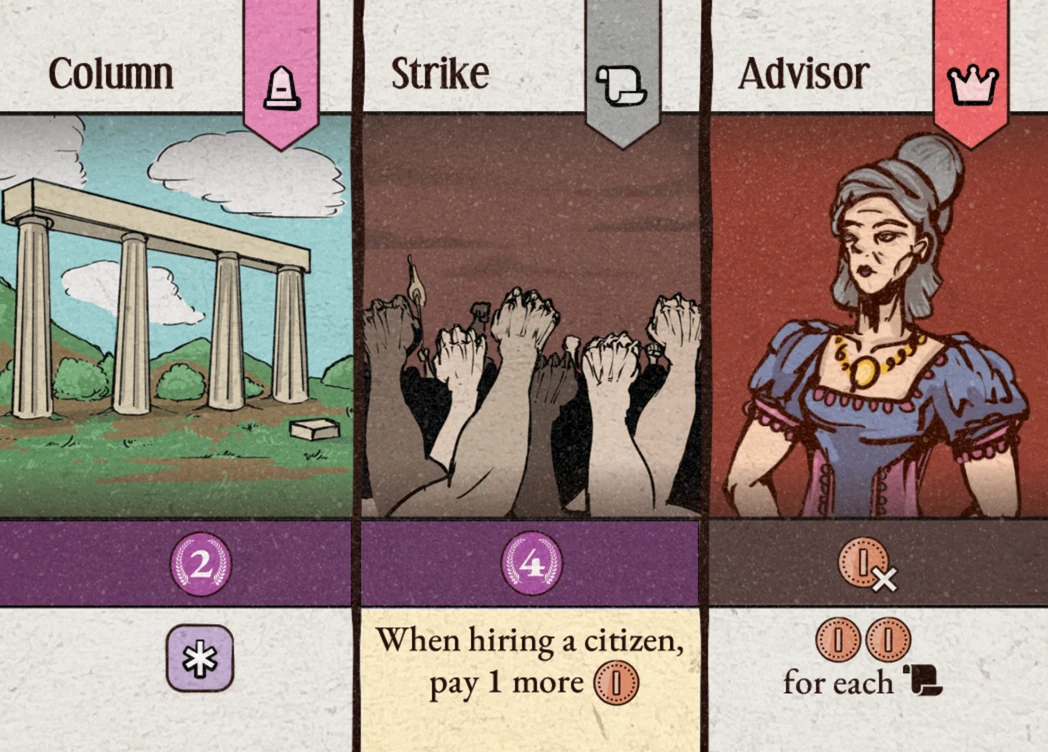 Column
2
Strike
4
When hiring a citizen,
pay 1 more I
Advisor
I
I I
for each